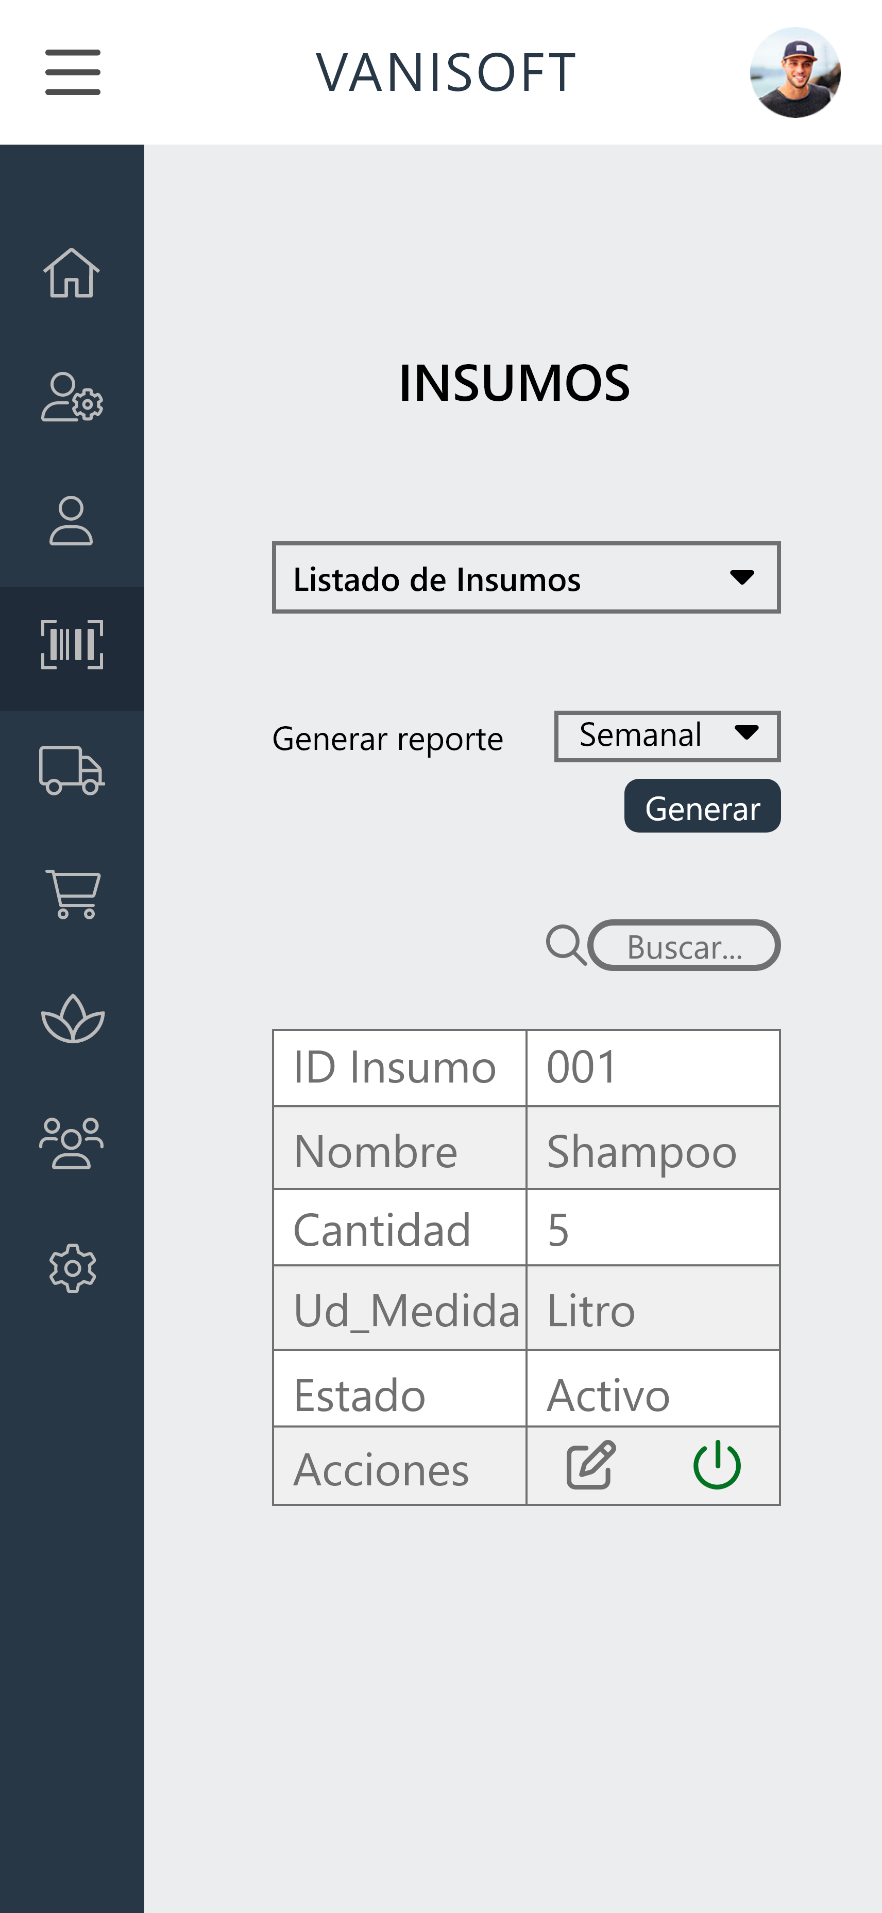 VANISOFT
INSUMOS
Listado de Insumos
Generar reporte Semanal
Generar
Buscar...
ID Insumo 001
Nombre Shampoo
Cantidad 5
Ud_Medida Litro
Estado Activo
Acciones